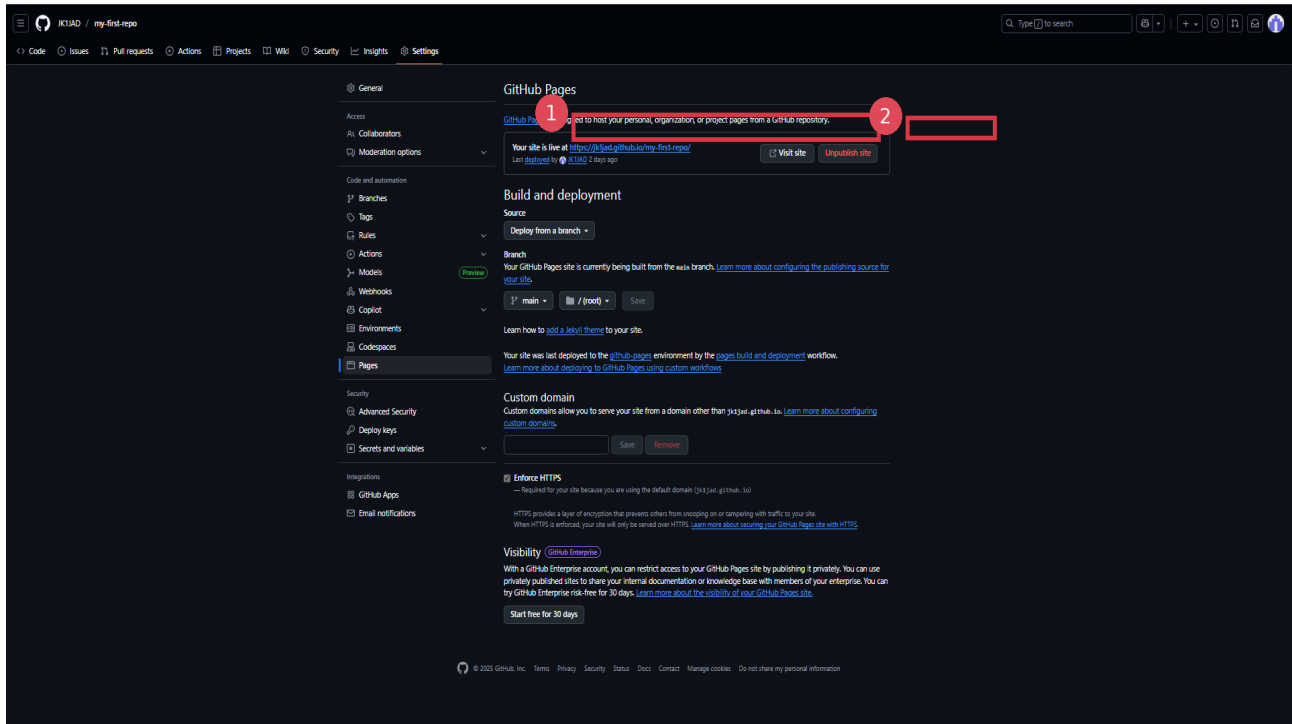 JK1JAD / my-first-repo
Type / to search
Code Issues Pull requests Actions Projects Wiki Security Insights Settings
General
Access
Collaborators
Moderation options
Code and automation
Branches
Tags
Rules
Actions
Models Preview
Webhooks
Copilot
Environments
Codespaces
Pages
Security
Advanced Security
Deploy keys
Secrets and variables
Integrations
GitHub Apps
Email notifications
GitHub Pages
1
2
GitHub to host your personal, organization, or project pages from a GitHub repository.
Your site is live at https://jk1jad.github.io/my-first-repo/
Last deployed by JK1JAD 2 days ago
Visit site Unpublish site
Build and deployment
Source
Deploy from a branch
Branch
Your GitHub Pages site is currently being built from the main branch. Learn more about configuring the publishing source for
your site.
main / (root) Save
Learn how to add a Jekyll theme to your site.
Your site was last deployed to the github-pages environment by the pages build and deployment workflow.
Learn more about deploying to GitHub Pages using custom workflows
Custom domain
Custom domains allow you to serve your site from a domain other than jk1jad.github.io. Learn more about configuring
custom domains.
Save Remove
Enforce HTTPS
— Required for your site because you are using the default domain (jk1jad.github.io)
HTTPS provides a layer of encryption that prevents others from snooping on or tampering with traffic to your site.
When HTTPS is enforced, your site will only be served over HTTPS. Learn more about securing your GitHub Pages site with HTTPS.
Visibility GitHub Enterprise
With a GitHub Enterprise account, you can restrict access to your GitHub Pages site by publishing it privately. You can use
privately published sites to share your internal documentation or knowledge base with members of your enterprise. You can
try GitHub Enterprise risk-free for 30 days. Learn more about the visibility of your GitHub Pages site.
Start free for 30 days
© 2025 GitHub, Inc. Terms Privacy Security Status Docs Contact Manage cookies Do not share my personal information